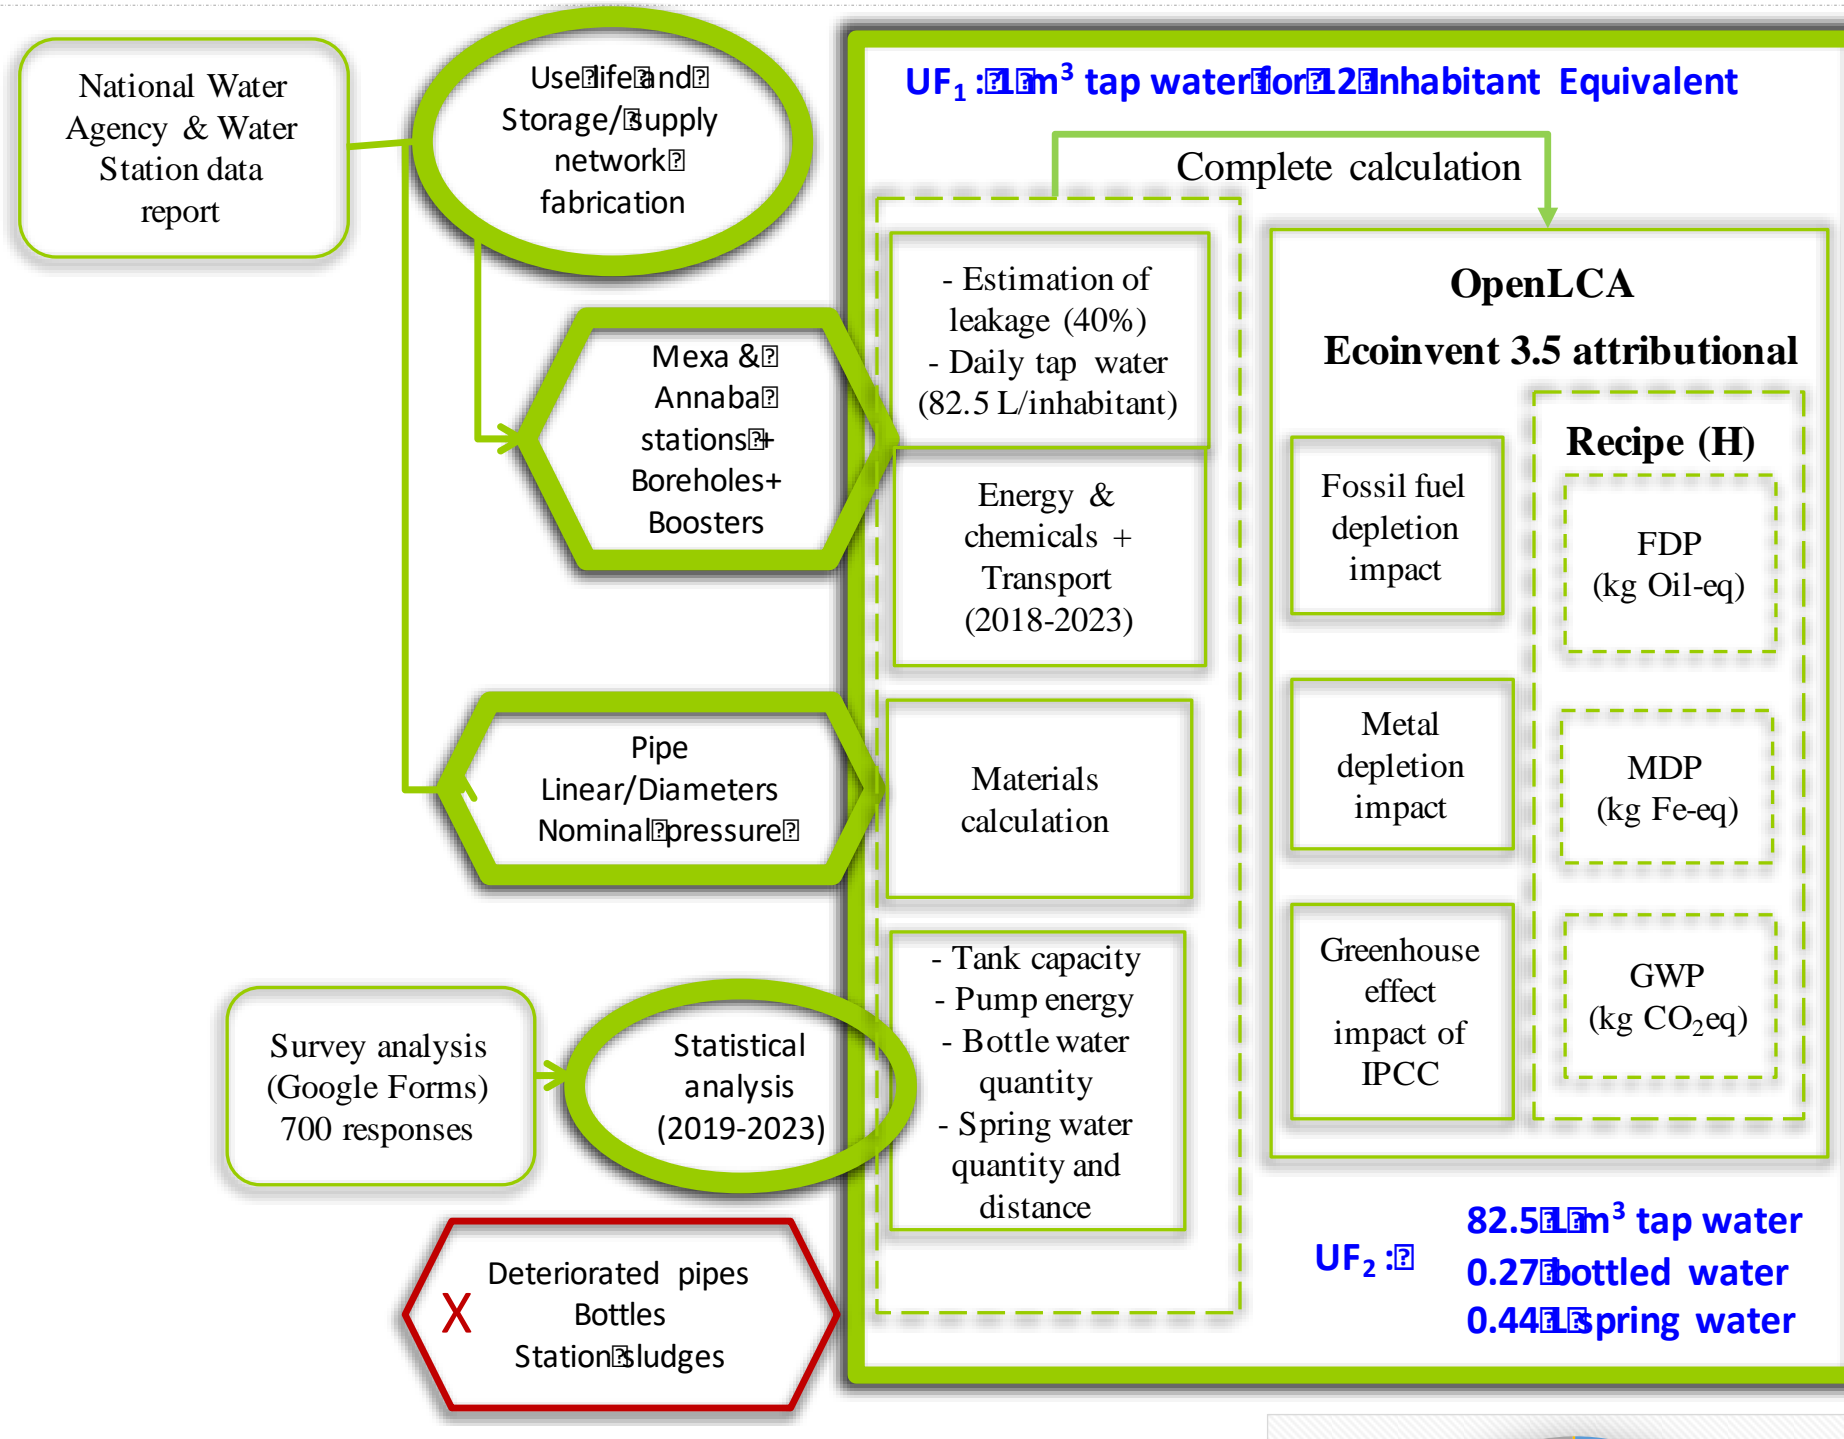 National Water
Agency & Water
Station data
report
Use life and
Storage/ supply
network
fabrication
Mexa &
Annaba
stations +
Boreholes+
Boosters
Pipe
Linear/Diameters
Nominal pressure
Survey analysis
(Google Forms)
700 responses
Statistical
analysis
(2019-2023)
X
Deteriorated pipes
Bottles
Station sludges
UF₁ : 1 m³ tap water for 12 Inhabitant Equivalent
Complete calculation
- Estimation of
leakage (40%)
- Daily tap water
(82.5 L/inhabitant)
Energy &
chemicals +
Transport
(2018-2023)
Materials
calculation
- Tank capacity
- Pump energy
- Bottle water
quantity
- Spring water
quantity and
distance
OpenLCA
Ecoinvent 3.5 attributional
Recipe (H)
Fossil fuel
depletion
impact
FDP
(kg Oil-eq)
Metal
depletion
impact
MDP
(kg Fe-eq)
Greenhouse
effect
impact of
IPCC
GWP
(kg CO₂eq)
UF₂ :
82.5 L m³ tap water
0.27 bottled water
0.44 L spring water